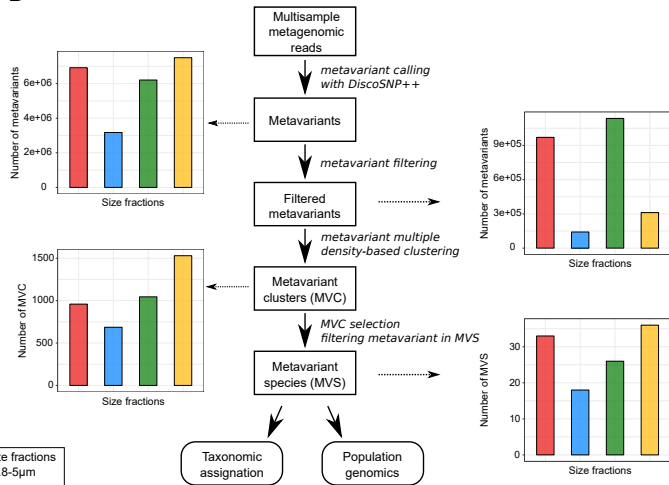 Multisample
metagenomic
reads
metavariant calling
with DiscoSNP++
Metavariants
metavariant filtering
Filtered
metavariants
metavariant multiple
density-based clustering
Metavariant
clusters (MVC)
MVC selection
filtering metavariant in MVS
Metavariant
species (MVS)
Taxonomic
assignation
Population
genomics
Number of metavariants
6e+06
4e+06
2e+06
0
Size fractions
Number of MVC
1500
1000
500
0
Size fractions
Number of metavariants
9e+05
6e+05
3e+05
0
Size fractions
Number of MVS
30
20
10
0
Size fractions
fractions
8-5µm